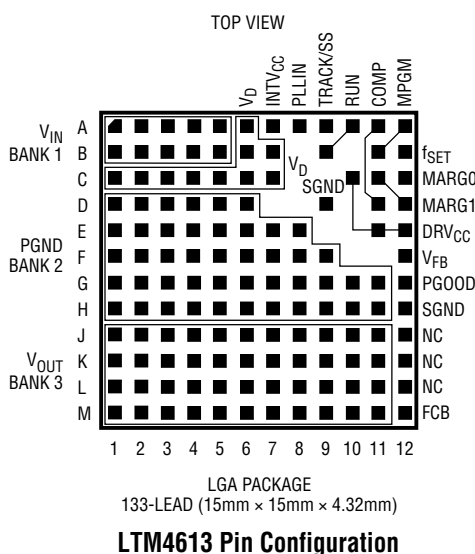 TOP VIEW
VD
INTVCC
PLLIN
TRACK/SS
RUN
COMP
MPGM
VIN
BANK 1
A
B
fSET
C
VD
SGND
MARG0
D
MARG1
PGND
BANK 2
E
DRVCC
F
VFB
G
PGOOD
H
SGND
VOUT
BANK 3
J
NC
K
NC
L
NC
M
FCB
1 2 3 4 5 6 7 8 9 10 11 12
LGA PACKAGE
133-LEAD (15mm × 15mm × 4.32mm)
LTM4613 Pin Configuration